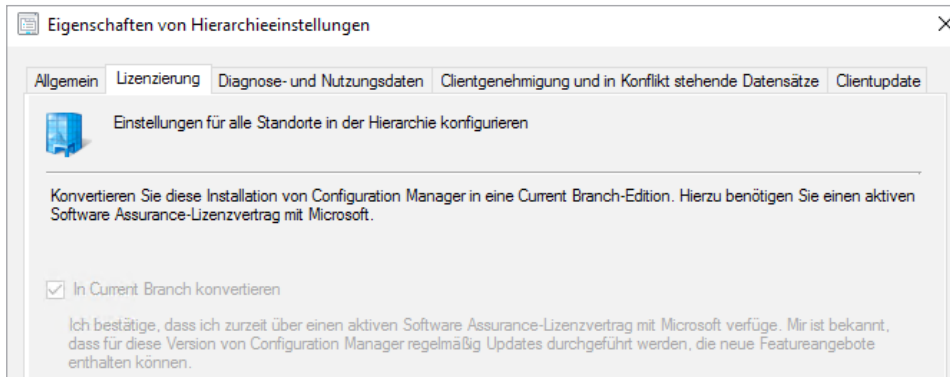 Eigenschaften von Hierarchieeinstellungen
Allgemein Lizenzierung Diagnose- und Nutzungsdaten Clientgenehmigung und in Konflikt stehende Datensätze Clientupdate
Einstellungen für alle Standorte in der Hierarchie konfigurieren
Konvertieren Sie diese Installation von Configuration Manager in eine Current Branch-Edition. Hierzu benötigen Sie einen aktiven
Software Assurance-Lizenzvertrag mit Microsoft.
In Current Branch konvertieren
Ich bestätige, dass ich zurzeit über einen aktiven Software Assurance-Lizenzvertrag mit Microsoft verfüge. Mir ist bekannt,
dass für diese Version von Configuration Manager regelmäßig Updates durchgeführt werden, die neue Featureangebote
enthalten können.